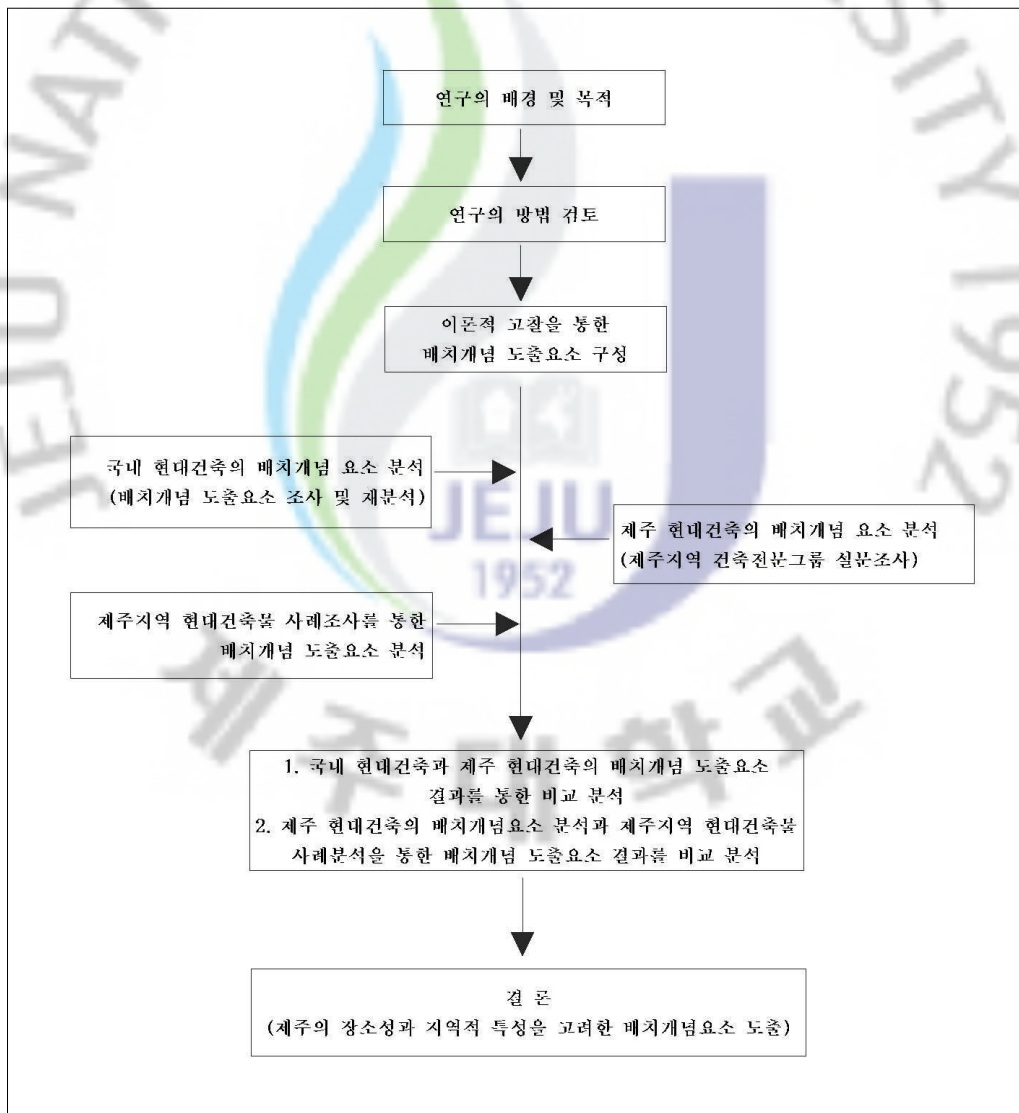 JEJU NATI
SITY 1952
연구의 배경 및 목적
연구의 방법 검토
이론적 고찰을 통한
배치개념 도출요소 구성
국내 현대건축의 배치개념 요소 분석
(배치개념 도출요소 조사 및 재분석)
제주 현대건축의 배치개념 요소 분석
(제주지역 건축전문그룹 설문조사)
제주지역 현대건축물 사례조사를 통한
배치개념 도출요소 분석
JEJU
1952
제주대학교
1. 국내 현대건축과 제주 현대건축의 배치개념 도출요소
결과를 통한 비교 분석
2. 제주 현대건축의 배치개념요소 분석과 제주지역 현대건축물
사례분석을 통한 배치개념 도출요소 결과를 비교 분석
결 론
(제주의 장소성과 지역적 특성을 고려한 배치개념요소 도출)